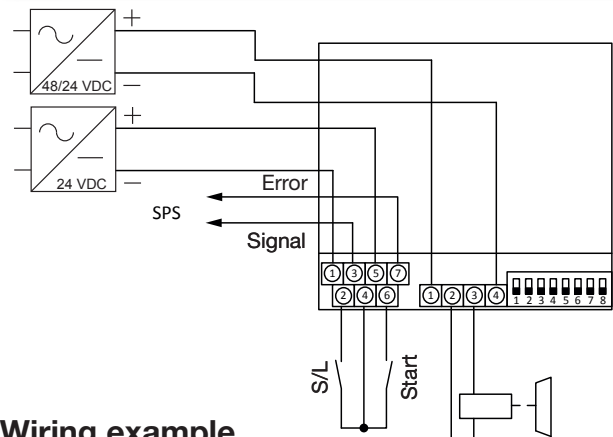 +
48/24 VDC
—
+
24 VDC
—
Error
SPS
Signal
1 3 5 7
2 4 6
1 2 3 4
1 2 3 4 5 6 7 8
S/L
Start
Wiring example